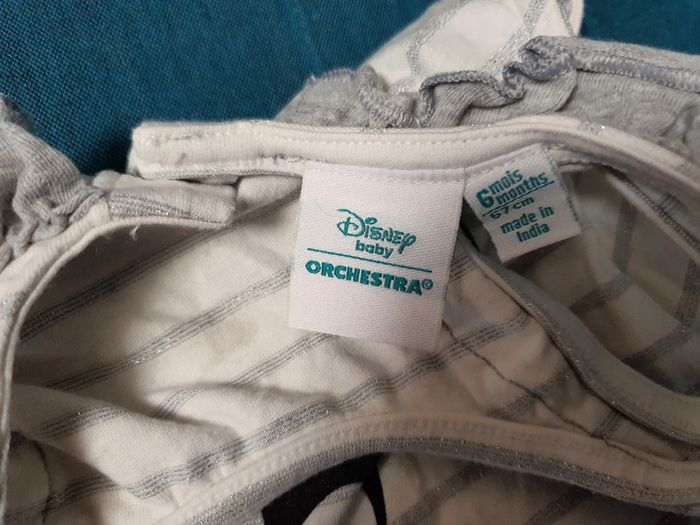 Disney
baby
ORCHESTRA®
6 mois
months
67 cm
made in
India